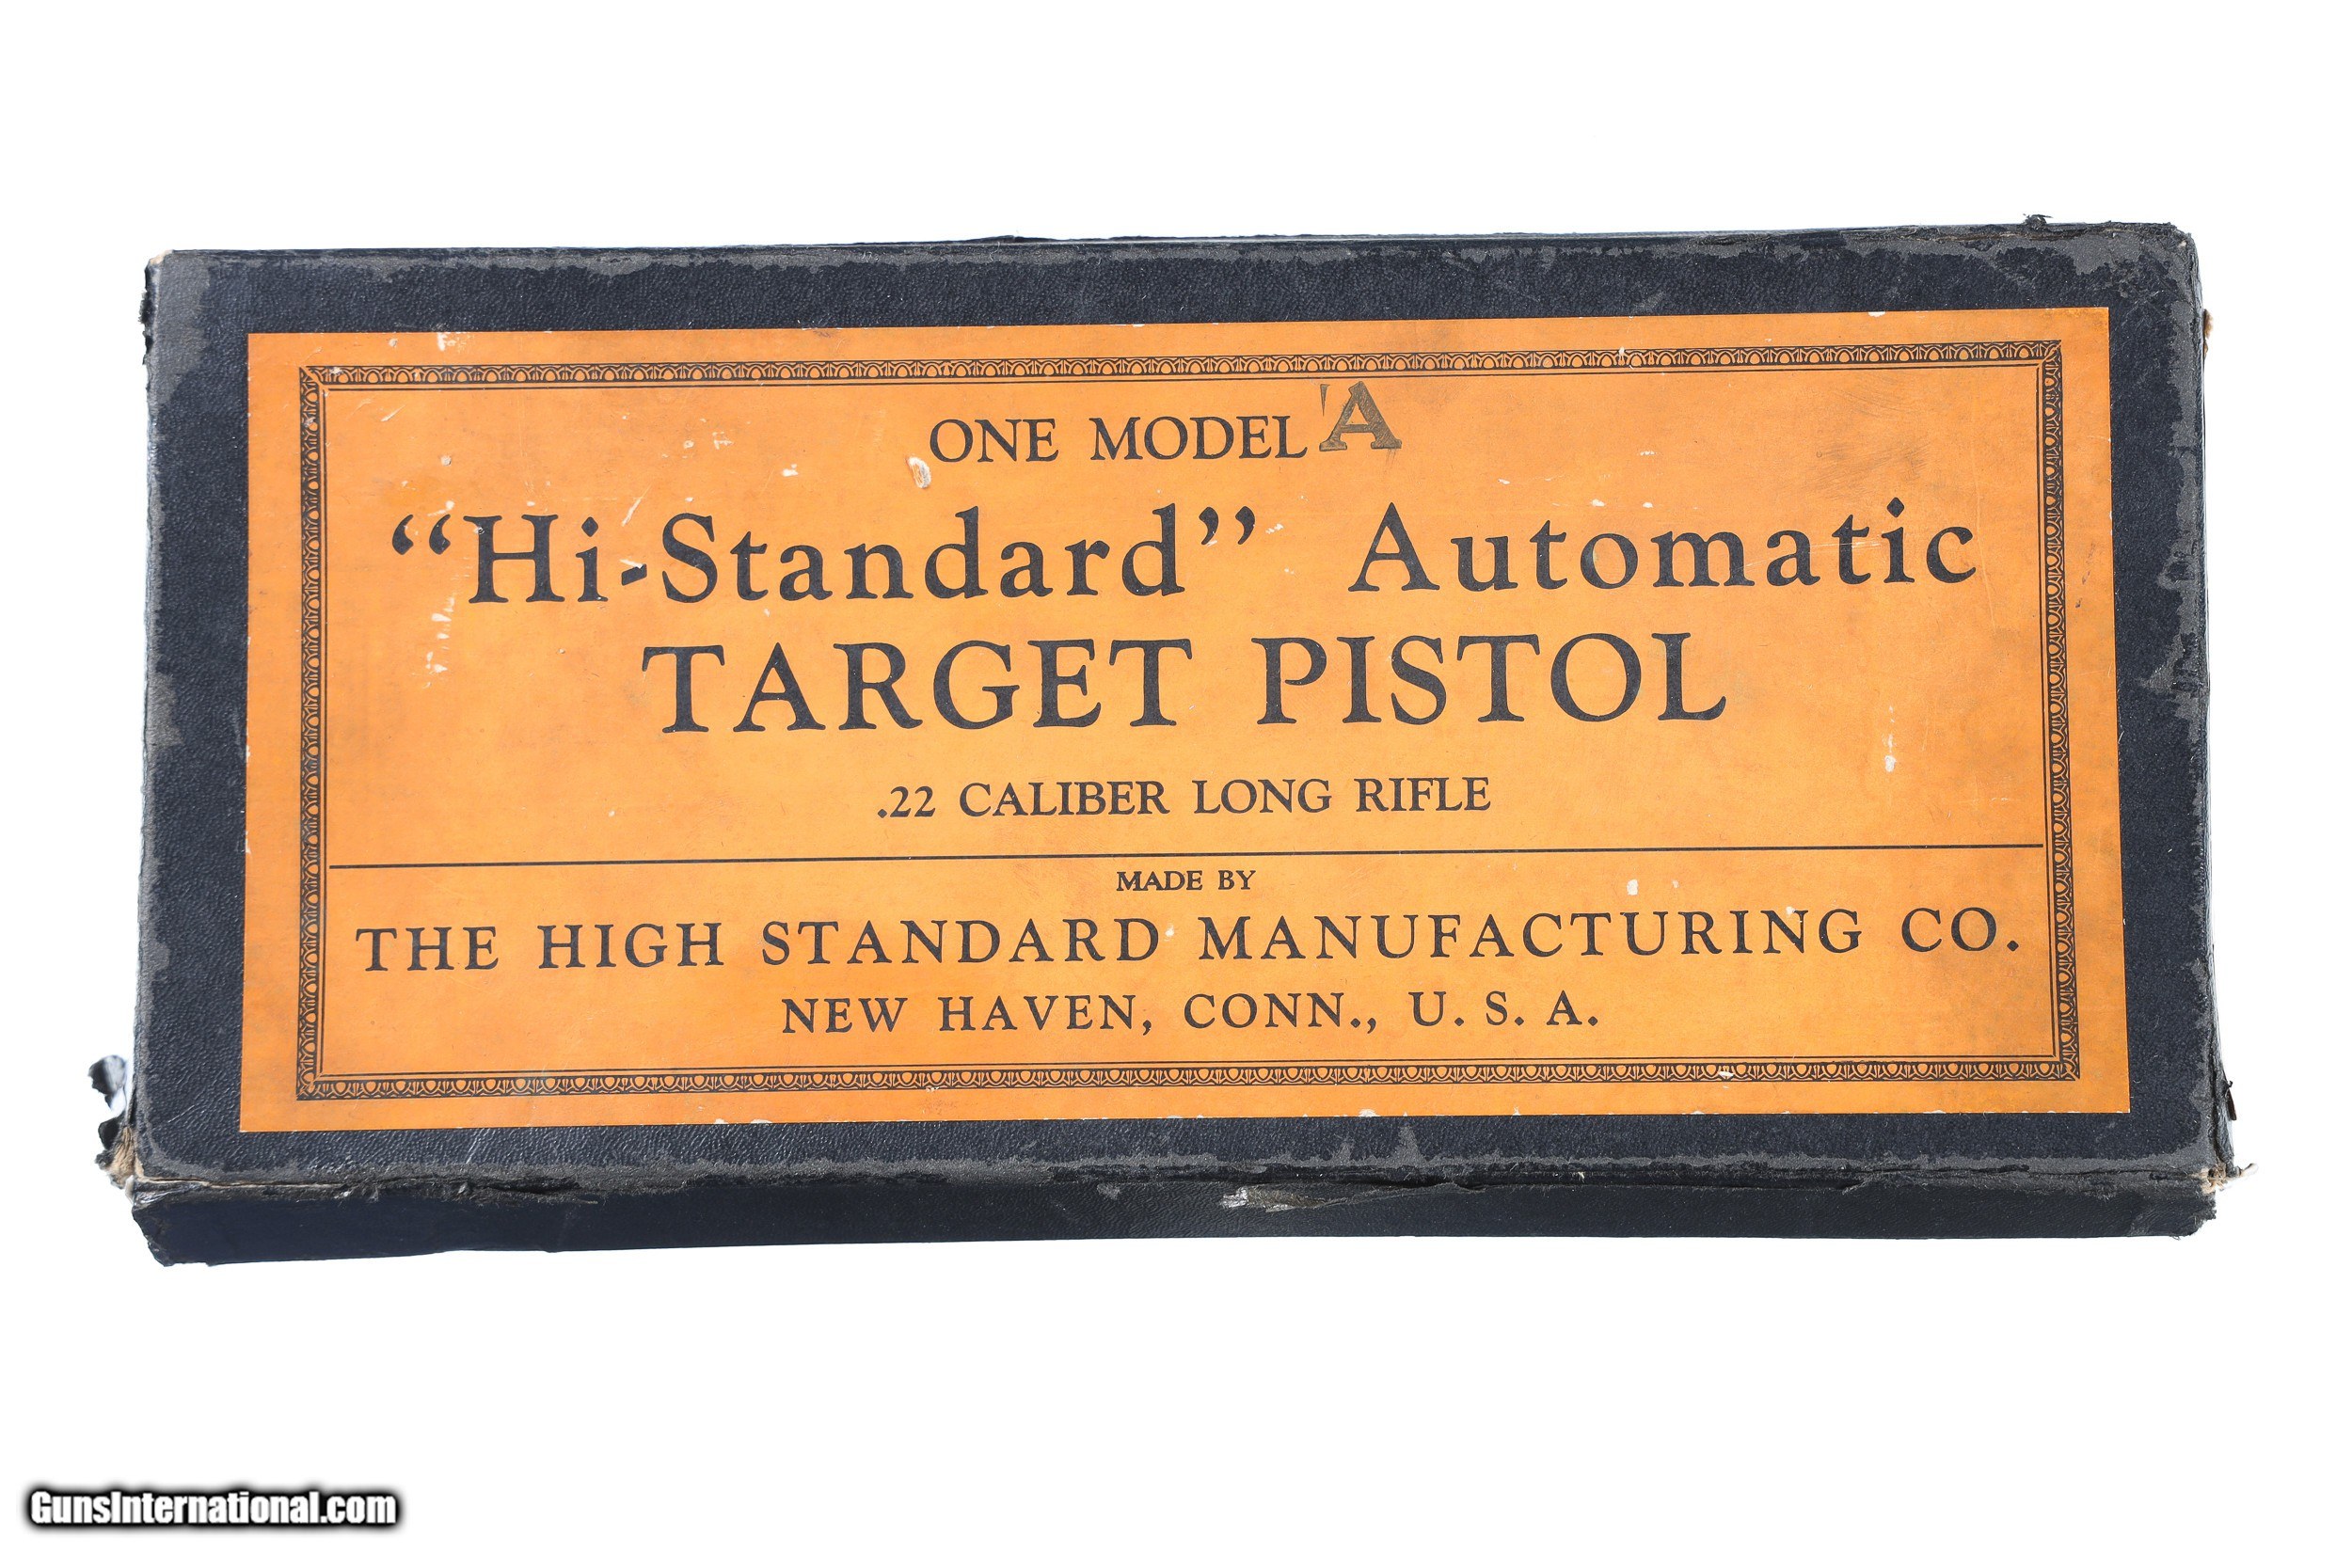 ONE MODEL 'A
“Hi-Standard” Automatic
TARGET PISTOL
.22 CALIBER LONG RIFLE
MADE BY
THE HIGH STANDARD MANUFACTURING CO.
NEW HAVEN, CONN., U. S. A.
GunsInternational.com